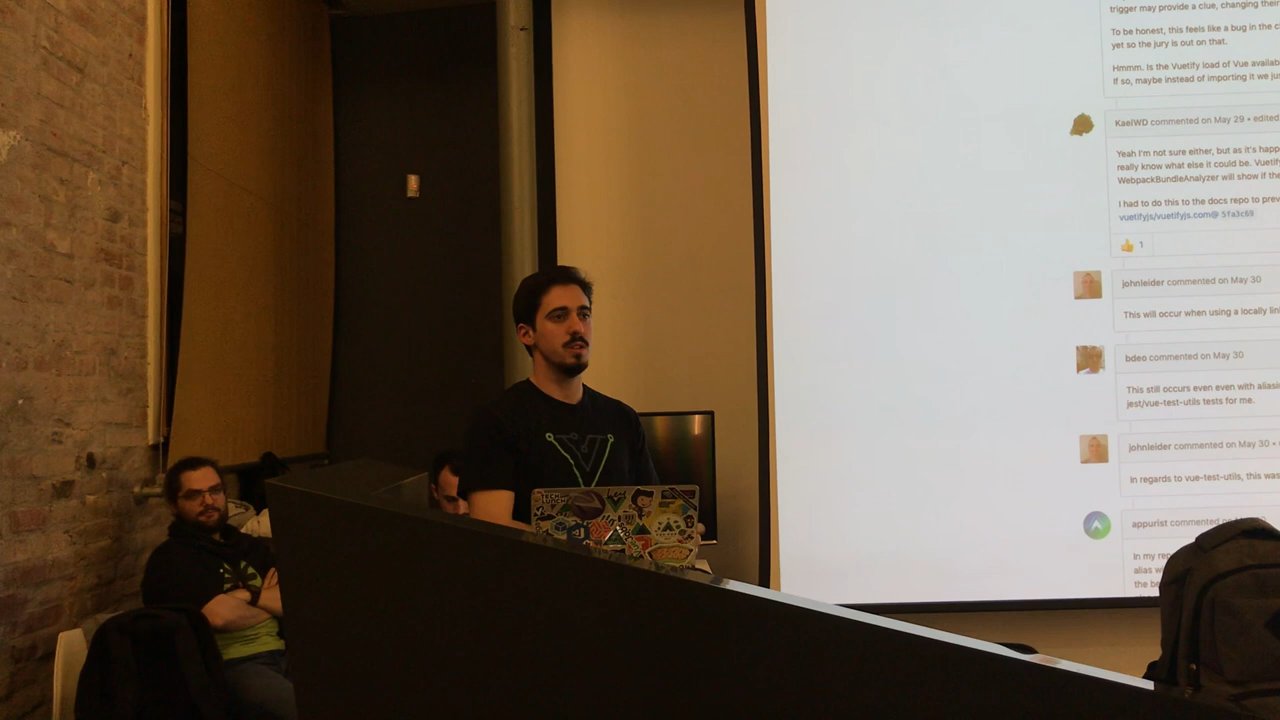 trigger may provide a clue, changing their
To be honest, this feels like a bug in the c
yet so the jury is out on that.
Hmmm. Is the Vuetify load of Vue availab
If so, maybe instead of importing it we jus
KaelWD commented on May 29 • edited
Yeah I'm not sure either, but as it's happ
really know what else it could be. Vuetify
WebpackBundleAnalyzer will show if the
I had to do this to the docs repo to prev
vuetifyjs/vuetifyjs.com@ 5fa3c69
👍 1
johnleider commented on May 30
This will occur when using a locally lin
bdeo commented on May 30
This still occurs even even with alias
jest/vue-test-utils tests for me.
johnleider commented on May 30 •
In regards to vue-test-utils, this was
appurist commented
In my rep
alias w
the be
TECH
LUNCH